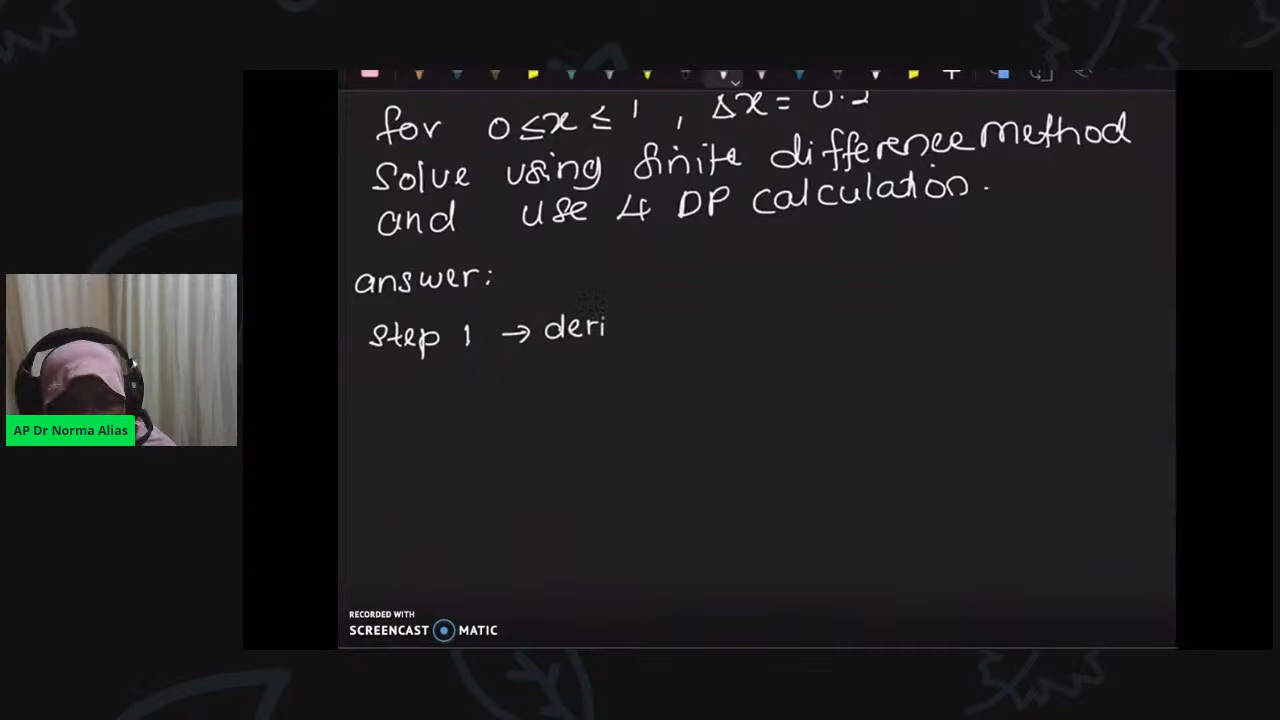 for 0 ≤ x ≤ 1 , Δx =
solve using finite difference method
and use 4 DP calculation.
answer:
step 1 → deri
AP Dr Norma Alias
RECORDED WITH
SCREENCAST MATIC